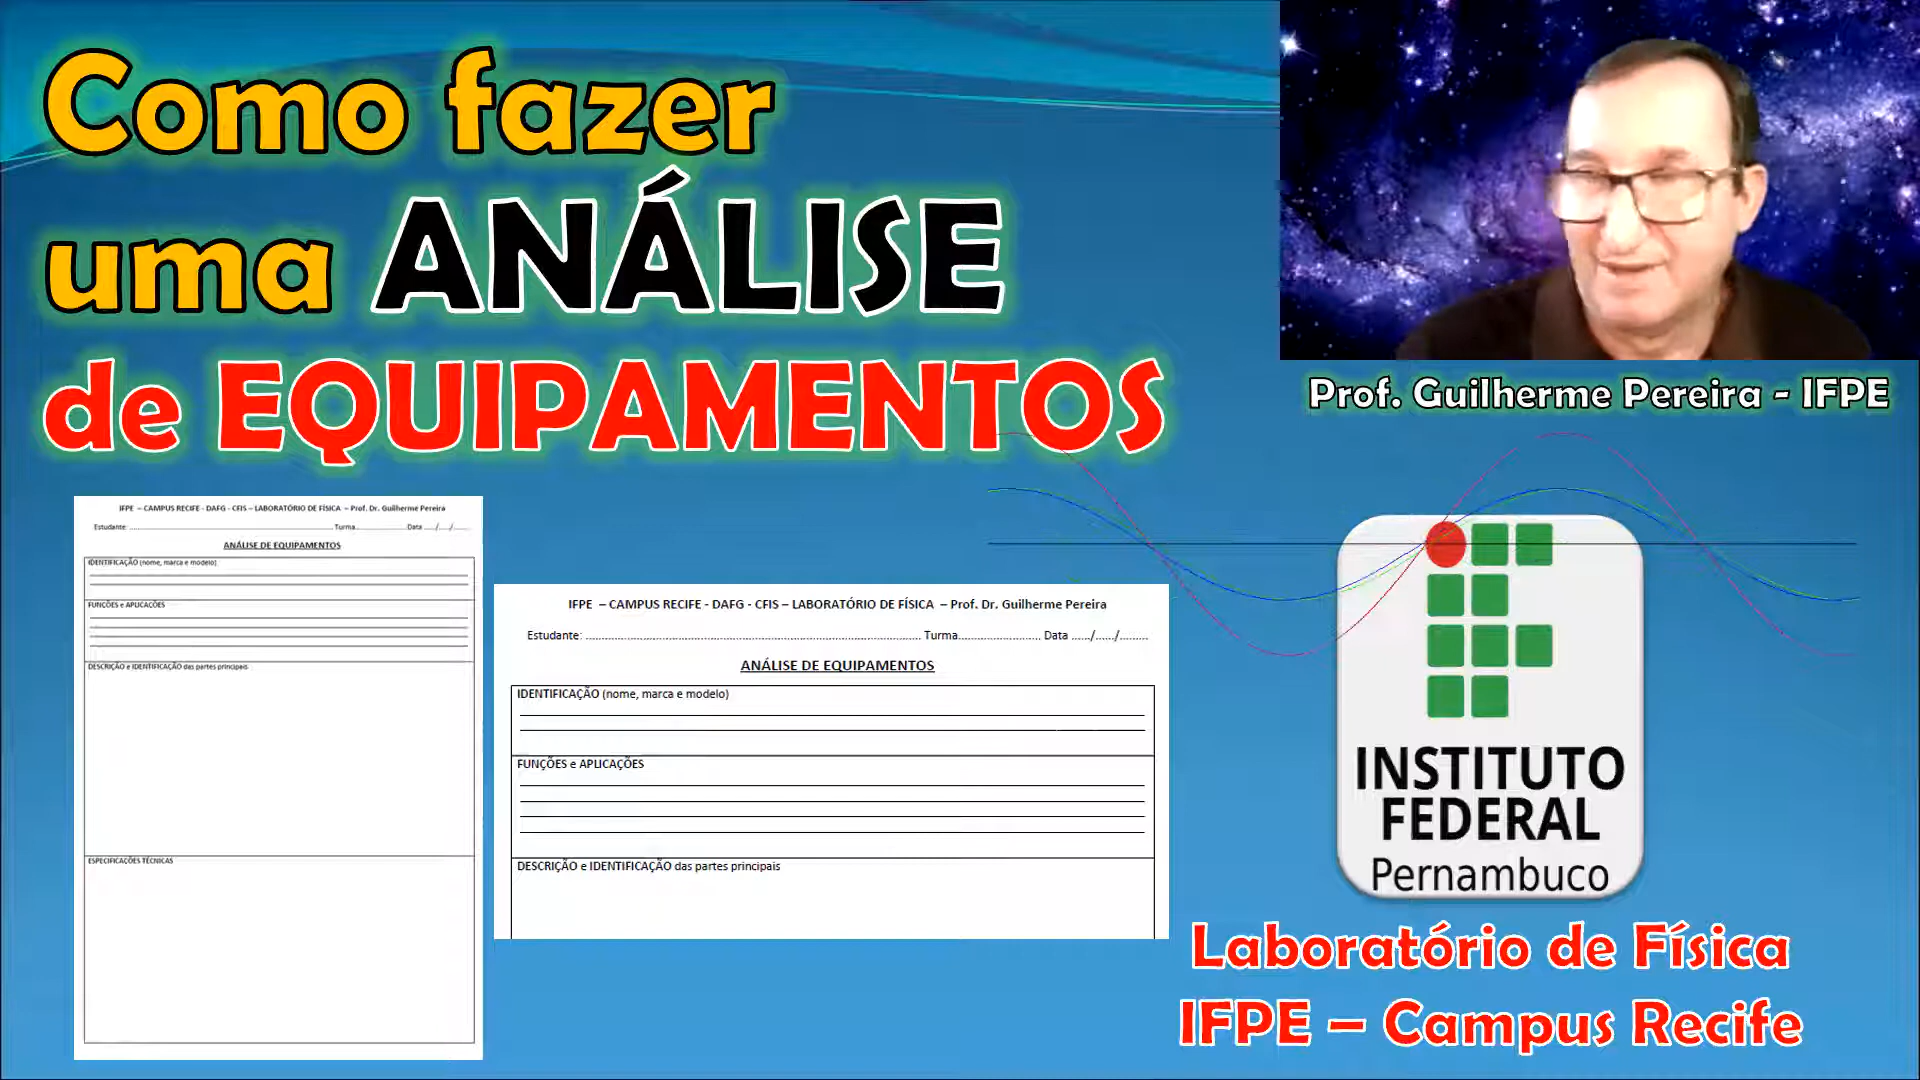 Como fazer
uma ANÁLISE
de EQUIPAMENTOS
Prof. Guilherme Pereira - IFPE
IFPE – CAMPUS RECIFE - DAFG - CFIS – LABORATÓRIO DE FÍSICA – Prof. Dr. Guilherme Pereira
Estudante: ........................ Turma............ Data ...../...../.......
ANÁLISE DE EQUIPAMENTOS
IDENTIFICAÇÃO (nome, marca e modelo)
FUNÇÕES e APLICAÇÕES
DESCRIÇÃO e IDENTIFICAÇÃO das partes principais
ESPECIFICAÇÕES TÉCNICAS
IFPE – CAMPUS RECIFE - DAFG - CFIS – LABORATÓRIO DE FÍSICA – Prof. Dr. Guilherme Pereira
Estudante: ........................ Turma............ Data ....../....../.........
ANÁLISE DE EQUIPAMENTOS
IDENTIFICAÇÃO (nome, marca e modelo)
FUNÇÕES e APLICAÇÕES
DESCRIÇÃO e IDENTIFICAÇÃO das partes principais
INSTITUTO
FEDERAL
Pernambuco
Laboratório de Física
IFPE – Campus Recife